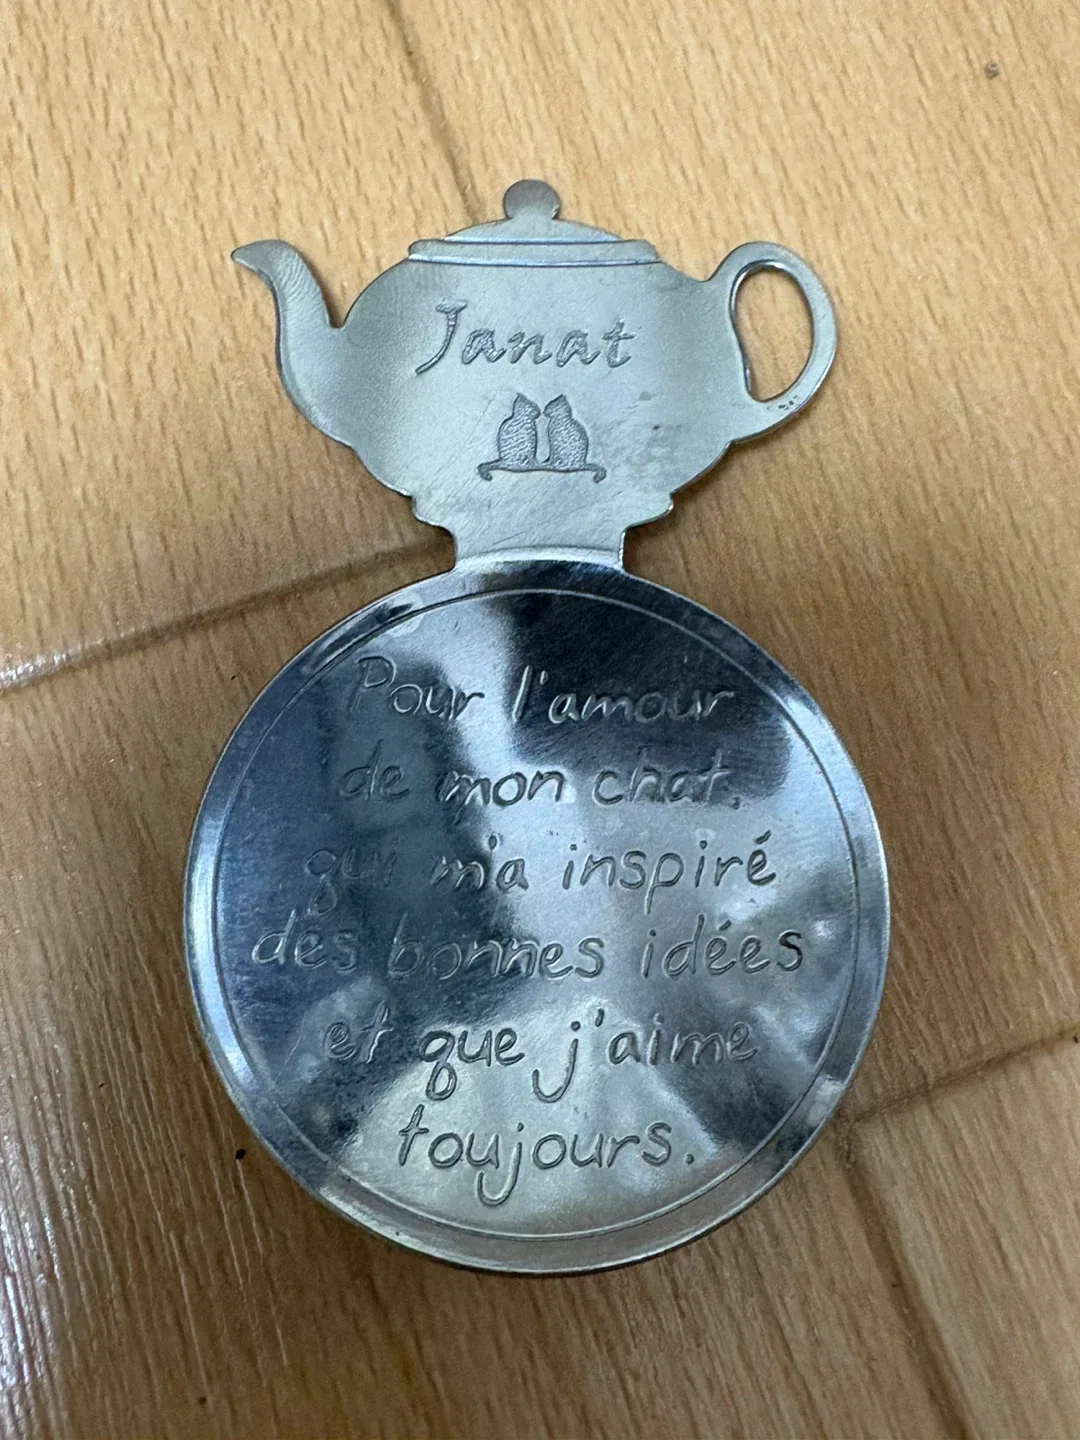 Janat
Pour l'amour
de mon chat,
qui m'a inspiré
des bonnes idées
et que j'aime
toujours.